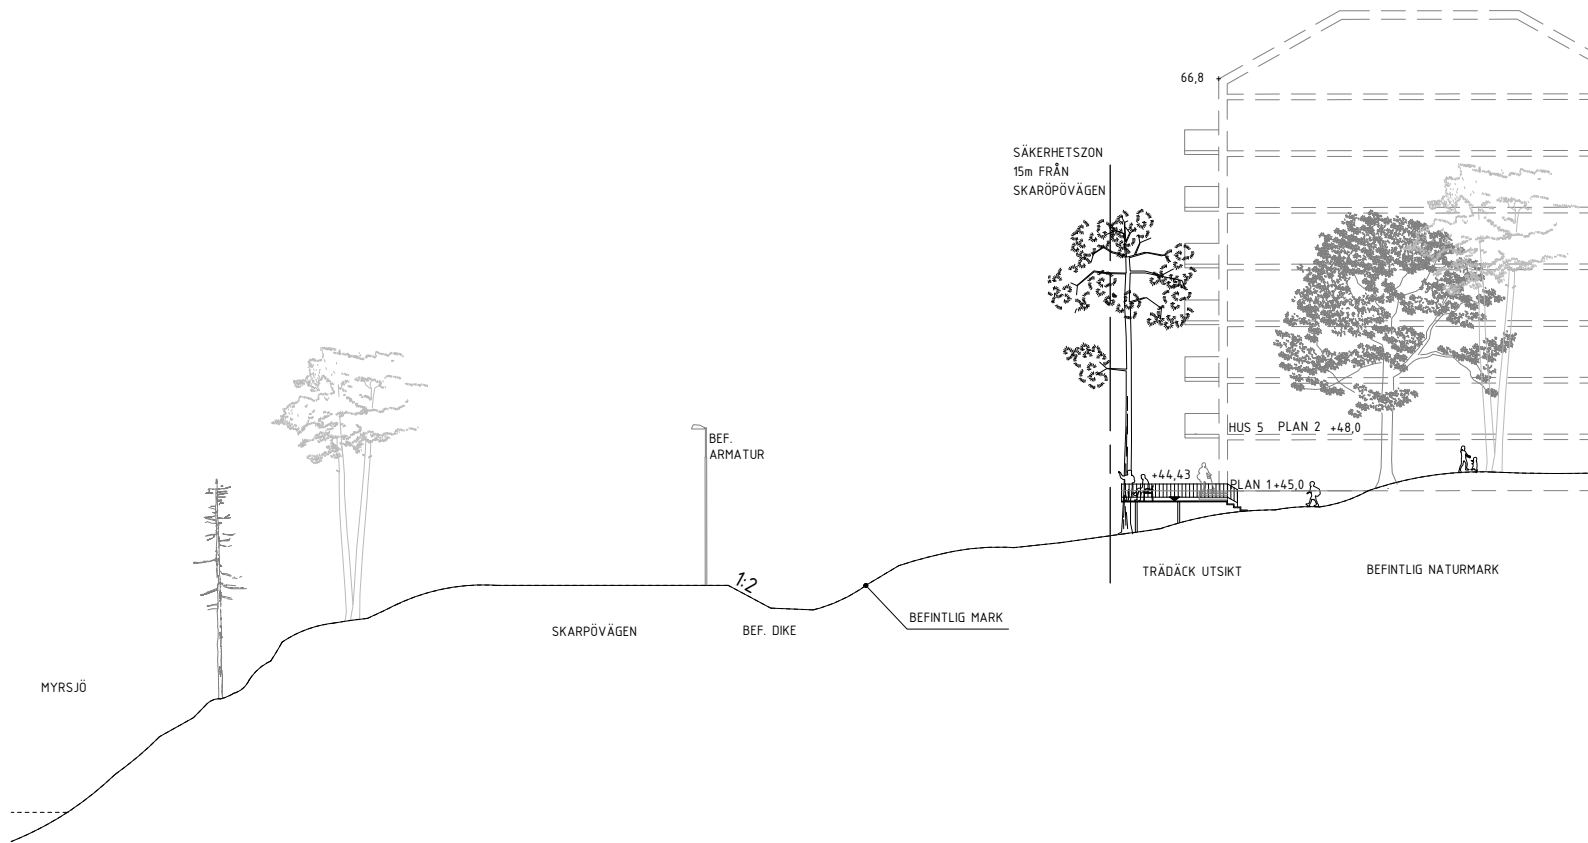 66,8
SÄKERHETSZON
15m FRÅN
SKARÖPÖVÄGEN
BEF.
ARMATUR
HUS 5 PLAN 2 +48,0
+44,43
PLAN 1+45,0
1:2
TRÄDÄCK UTSIKT
BEFINTLIG NATURMARK
BEFINTLIG MARK
SKARPÖVÄGEN
BEF. DIKE
MYRSJÖ